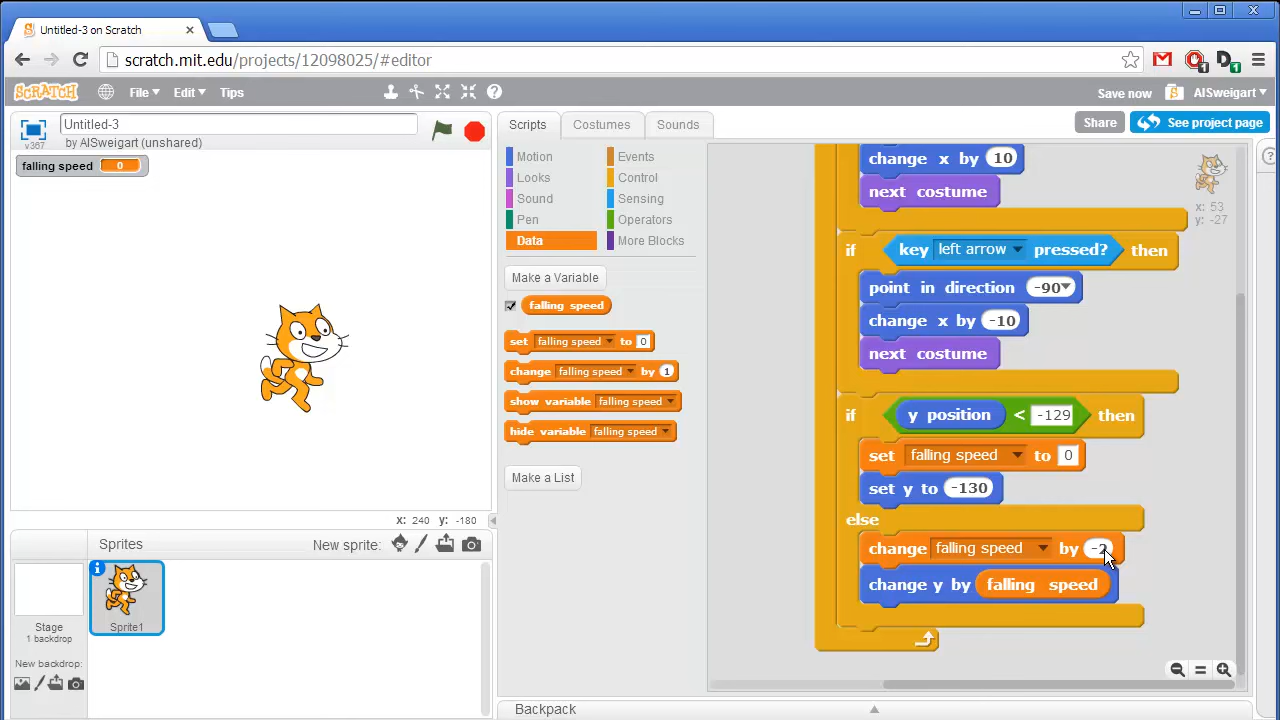 Untitled-3 on Scratch
scratch.mit.edu/projects/12098025/#editor
SCRATCH
File
Edit
Tips
Save now
AlSweigart
Untitled-3
by AlSweigart (unshared)
v367
Scripts
Costumes
Sounds
Share
See project page
falling speed 0
Motion
Looks
Sound
Pen
Data
Events
Control
Sensing
Operators
More Blocks
Make a Variable
falling speed
set falling speed to 0
change falling speed by 1
show variable falling speed
hide variable falling speed
Make a List
change x by 10
next costume
if key left arrow pressed? then
point in direction -90
change x by -10
next costume
if y position < -129 then
set falling speed to 0
set y to -130
else
change falling speed by -2
change y by falling speed
x: 53
y: -27
x: 240 y: -180
Sprites
New sprite:
Stage
1 backdrop
New backdrop:
Sprite1
Backpack